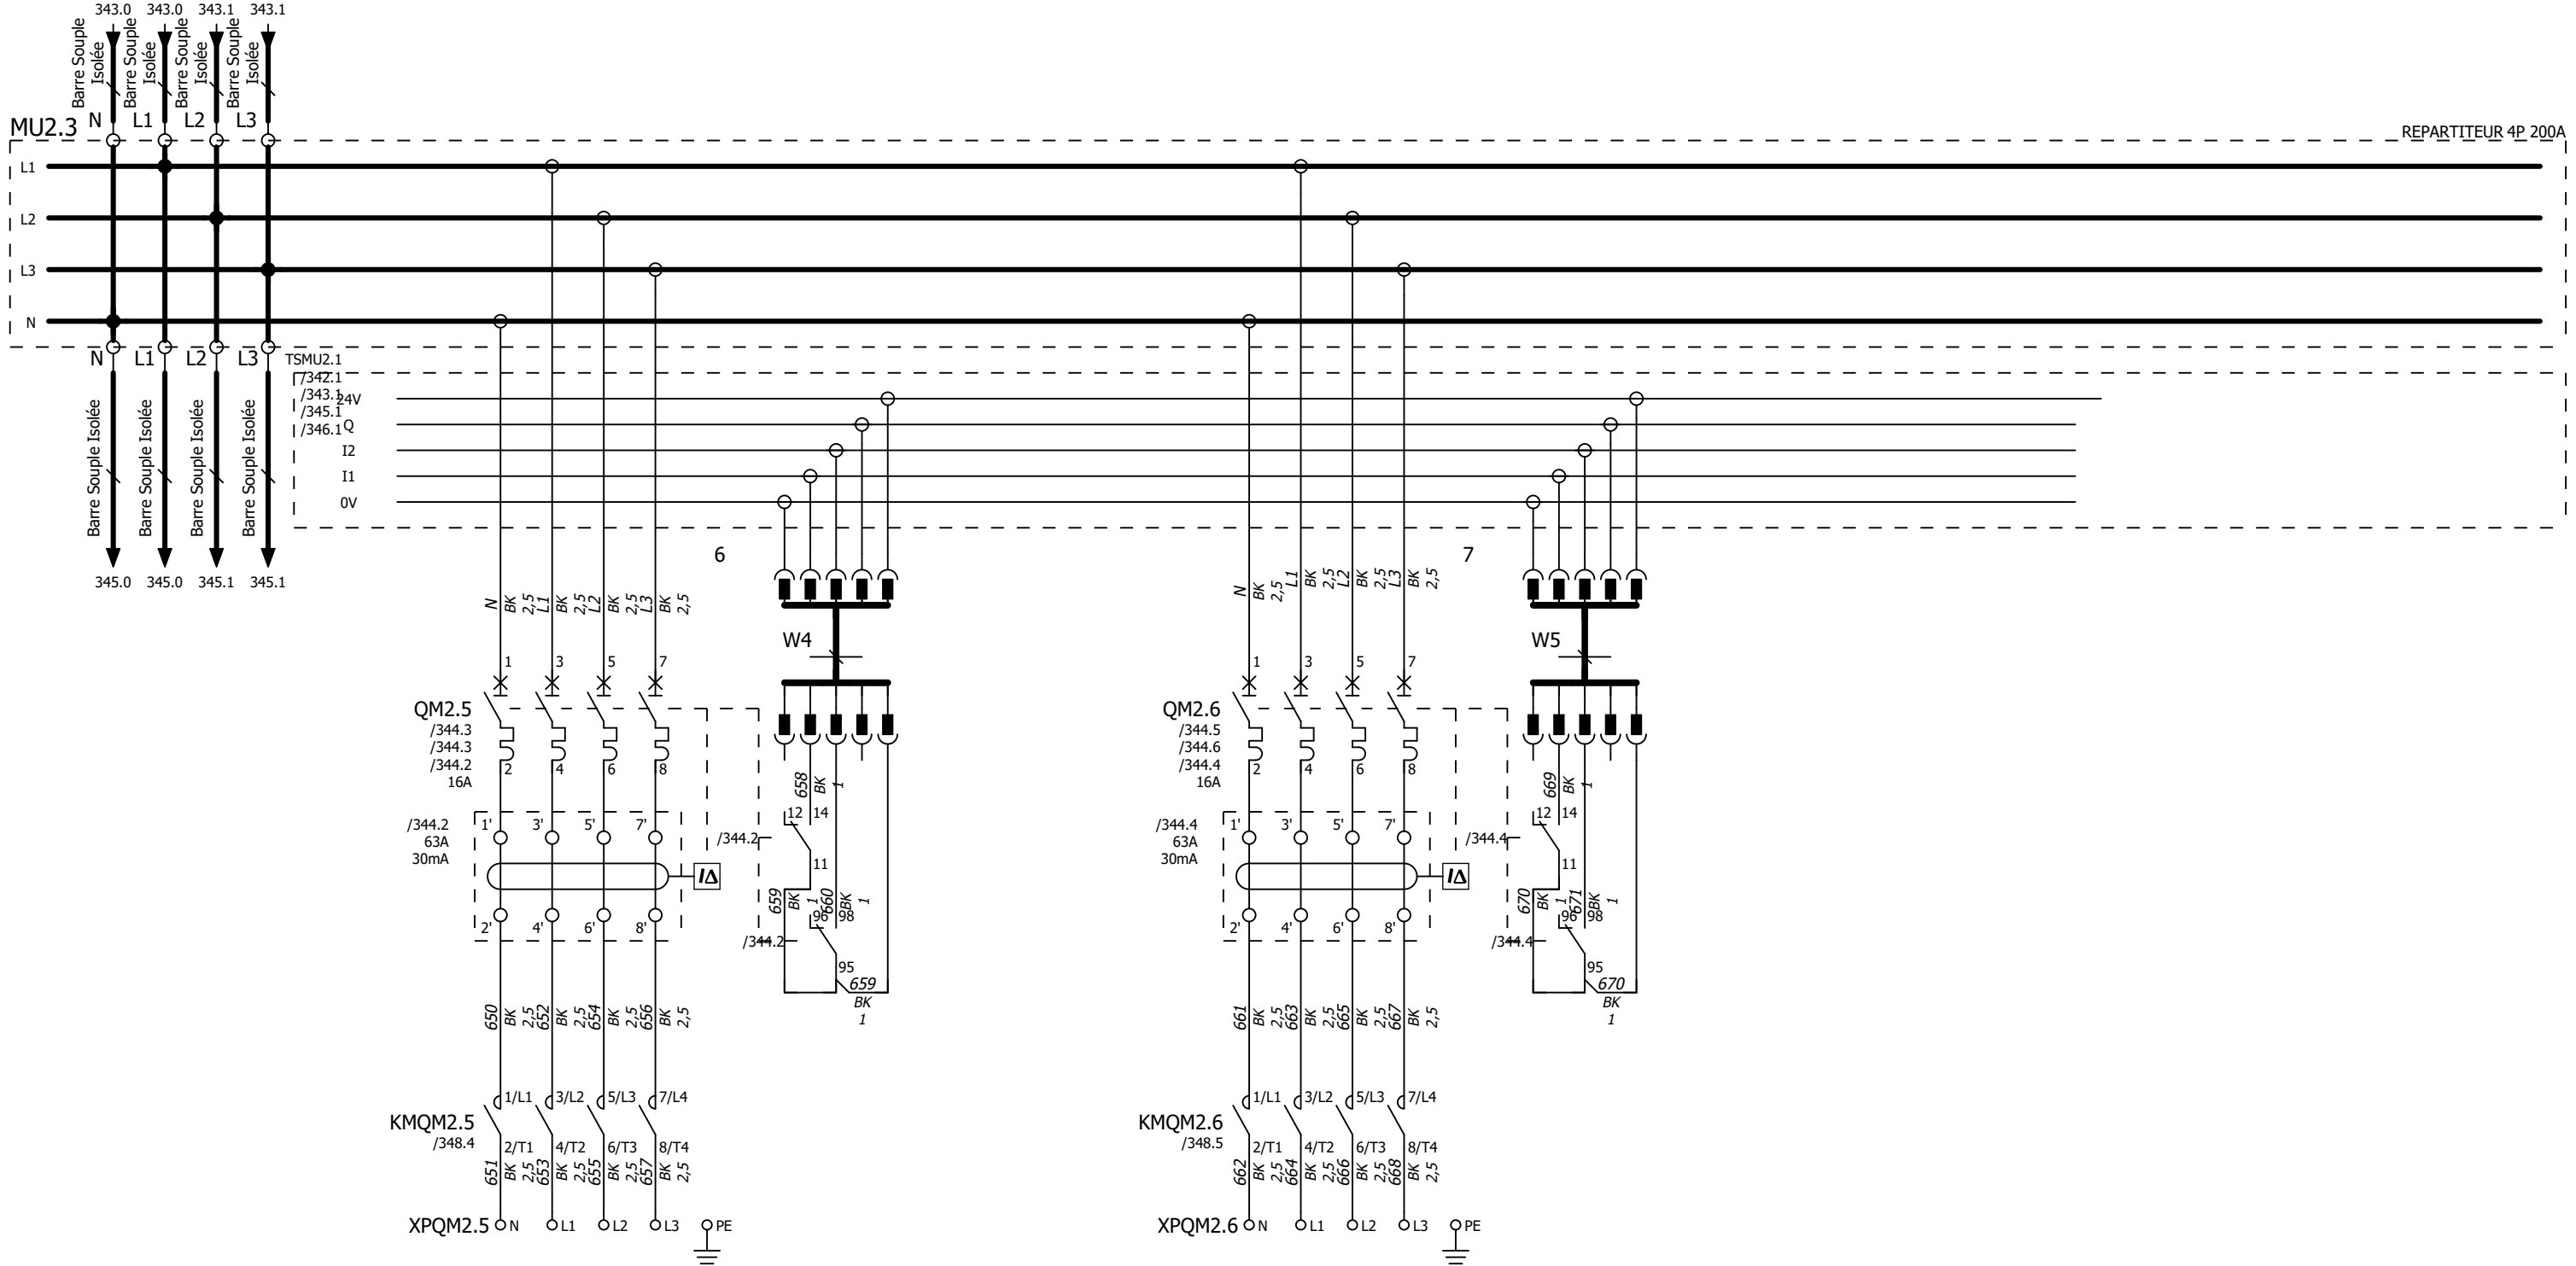 343.0 343.0 343.1 343.1
Barre Souple Isolée
Barre Souple Isolée
Barre Souple Isolée
Barre Souple Isolée
MU2.3 N L1 L2 L3
REPARTITEUR 4P 200A
L1
L2
L3
N
N L1 L2 L3
TSMU2.1
/342.1
/343.1
/345.1
/346.1
24V
Q
I2
I1
0V
Barre Souple Isolée
Barre Souple Isolée
Barre Souple Isolée
Barre Souple Isolée
345.0 345.0 345.1 345.1
6
N BK 2,5
L1 BK 2,5
L2 BK 2,5
L3 BK 2,5
W4
1 3 5 7
QM2.5
/344.3
/344.3
/344.2
16A
2 4 6 8
658 BK 1
12 14
/344.2
63A
30mA
1' 3' 5' 7'
/344.2
11
I∆
659 BK 1
660 BK 1
96 98
2' 4' 6' 8'
/344.2
95
659
BK
1
650 BK 2,5
652 BK 2,5
654 BK 2,5
656 BK 2,5
KMQM2.5
/348.4
1/L1 3/L2 5/L3 7/L4
2/T1 4/T2 6/T3 8/T4
651 BK 2,5
653 BK 2,5
655 BK 2,5
657 BK 2,5
XPQM2.5 N L1 L2 L3 PE
7
N BK 2,5
L1 BK 2,5
L2 BK 2,5
L3 BK 2,5
W5
1 3 5 7
QM2.6
/344.5
/344.6
/344.4
16A
2 4 6 8
669 BK 1
12 14
/344.4
63A
30mA
1' 3' 5' 7'
/344.4
11
I∆
670 BK 1
671 BK 1
96 98
2' 4' 6' 8'
/344.4
95
670
BK
1
661 BK 2,5
663 BK 2,5
665 BK 2,5
667 BK 2,5
KMQM2.6
/348.5
1/L1 3/L2 5/L3 7/L4
2/T1 4/T2 6/T3 8/T4
662 BK 2,5
664 BK 2,5
666 BK 2,5
668 BK 2,5
XPQM2.6 N L1 L2 L3 PE